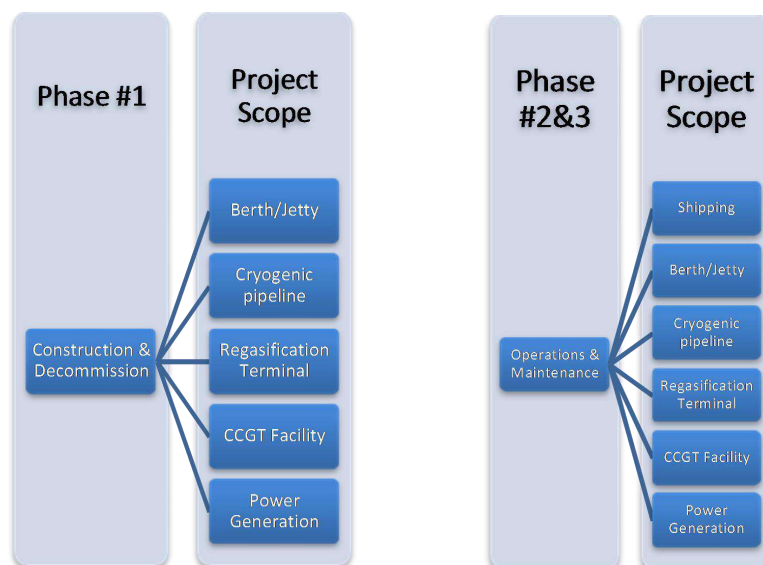 Phase #1
Project
Scope
Construction &
Decommission
Berth/Jetty
Cryogenic
pipeline
Regasification
Terminal
CCGT Facility
Power
Generation
Phase
#2&3
Project
Scope
Operations &
Maintenance
Shipping
Berth/Jetty
Cryogenic
pipeline
Regasification
Terminal
CCGT Facility
Power
Generation